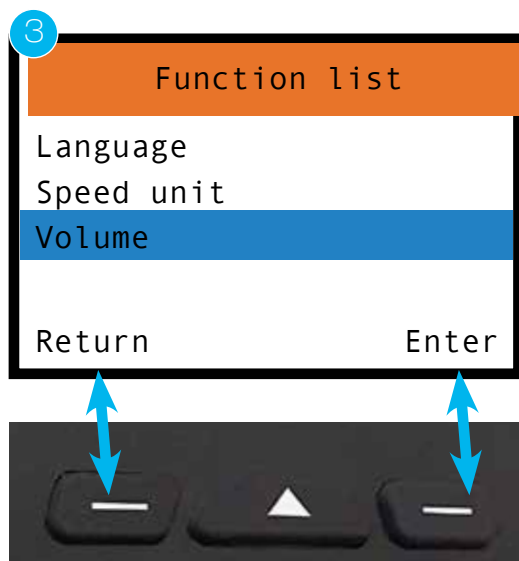 3
Function list
Language
Speed unit
Volume
Return Enter